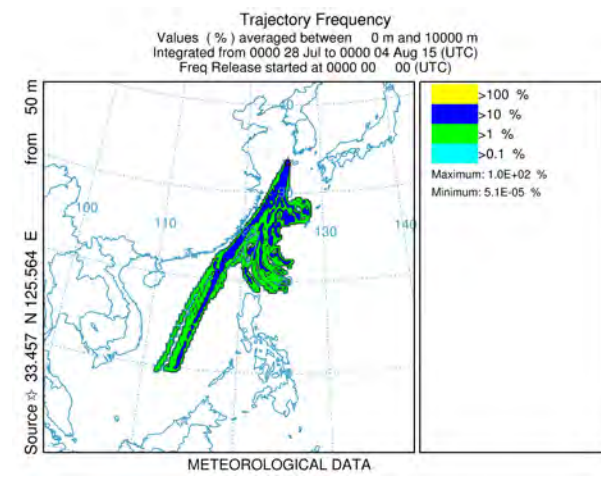 Trajectory Frequency
Values ( % ) averaged between 0 m and 10000 m
Integrated from 0000 28 Jul to 0000 04 Aug 15 (UTC)
Freq Release started at 0000 00 00 (UTC)
Source ☆ 33.457 N 125.564 E from 50 m
>100 %
>10 %
>1 %
>0.1 %
Maximum: 1.0E+02 %
Minimum: 5.1E-05 %
40
100
110
130
140
METEOROLOGICAL DATA